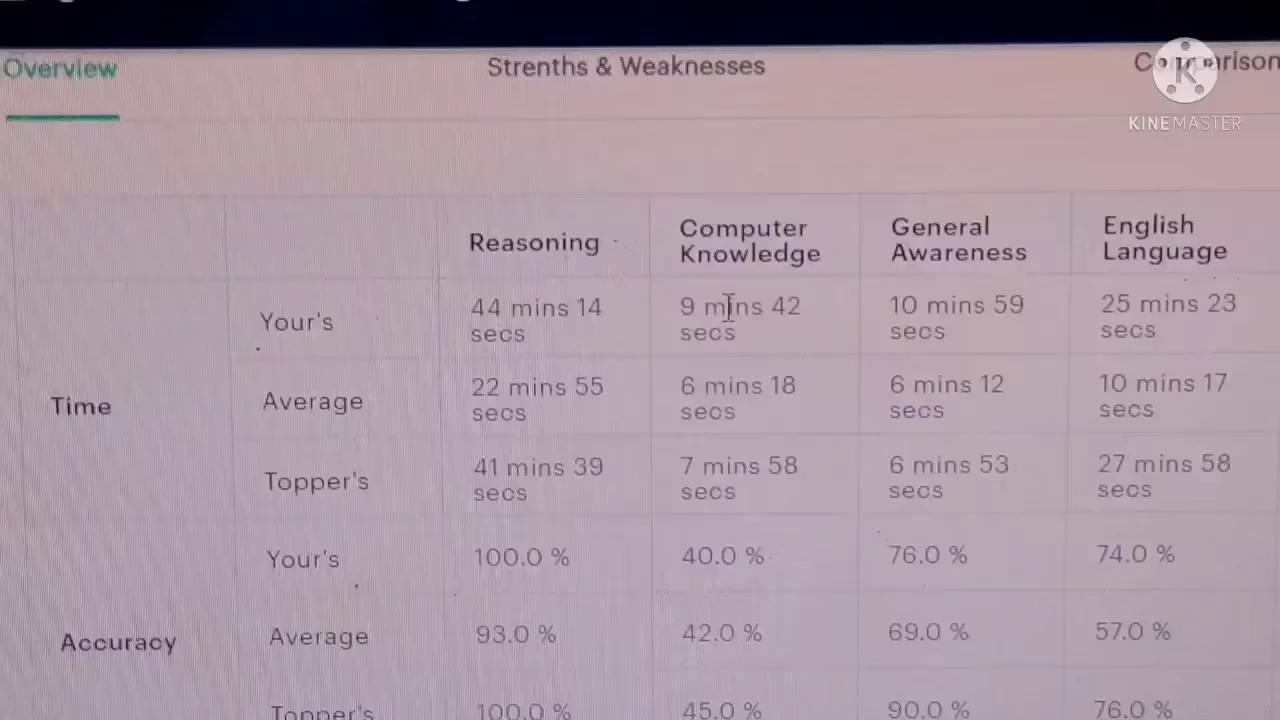 Overview Strenths & Weaknesses
KINEMASTER
Reasoning Computer Knowledge General Awareness English Language
Time
Your's 44 mins 14 secs 9 mins 42 secs 10 mins 59 secs 25 mins 23 secs
Average 22 mins 55 secs 6 mins 18 secs 6 mins 12 secs 10 mins 17 secs
Topper's 41 mins 39 secs 7 mins 58 secs 6 mins 53 secs 27 mins 58 secs
Accuracy
Your's 100.0 % 40.0 % 76.0 % 74.0 %
Average 93.0 % 42.0 % 69.0 % 57.0 %
Topper's 100.0 % 45.0 % 90.0 % 76.0 %